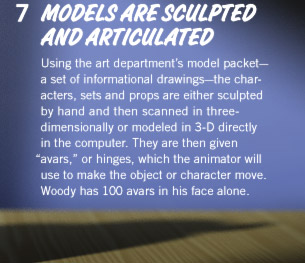 7 MODELS ARE SCULPTED
AND ARTICULATED
Using the art department's model packet—
a set of informational drawings—the char-
acters, sets and props are either sculpted
by hand and then scanned in three-
dimensionally or modeled in 3-D directly
in the computer. They are then given
"avars," or hinges, which the animator will
use to make the object or character move.
Woody has 100 avars in his face alone.